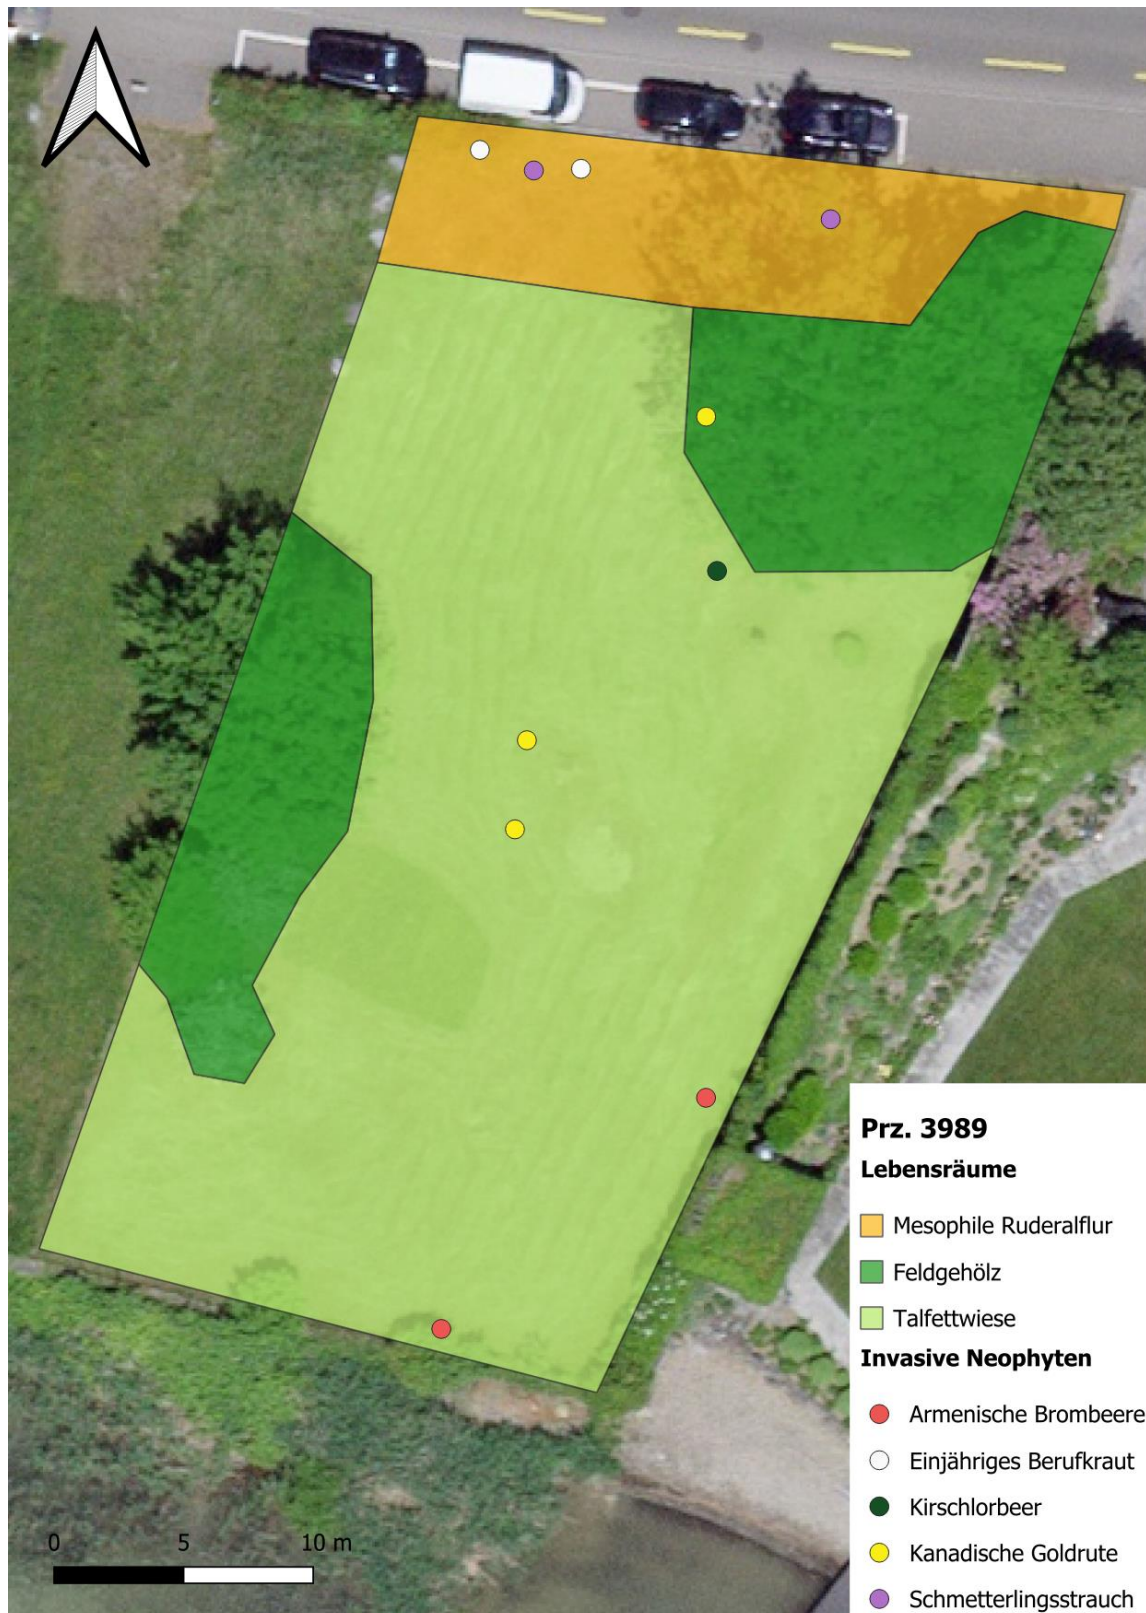 Prz. 3989
Lebensräume
Mesophile Ruderalflur
Feldgehölz
Talfettwiese
Invasive Neophyten
Armenische Brombeere
Einjähriges Berufkraut
Kirschlorbeer
Kanadische Goldrute
Schmetterlingsstrauch
0 5 10 m